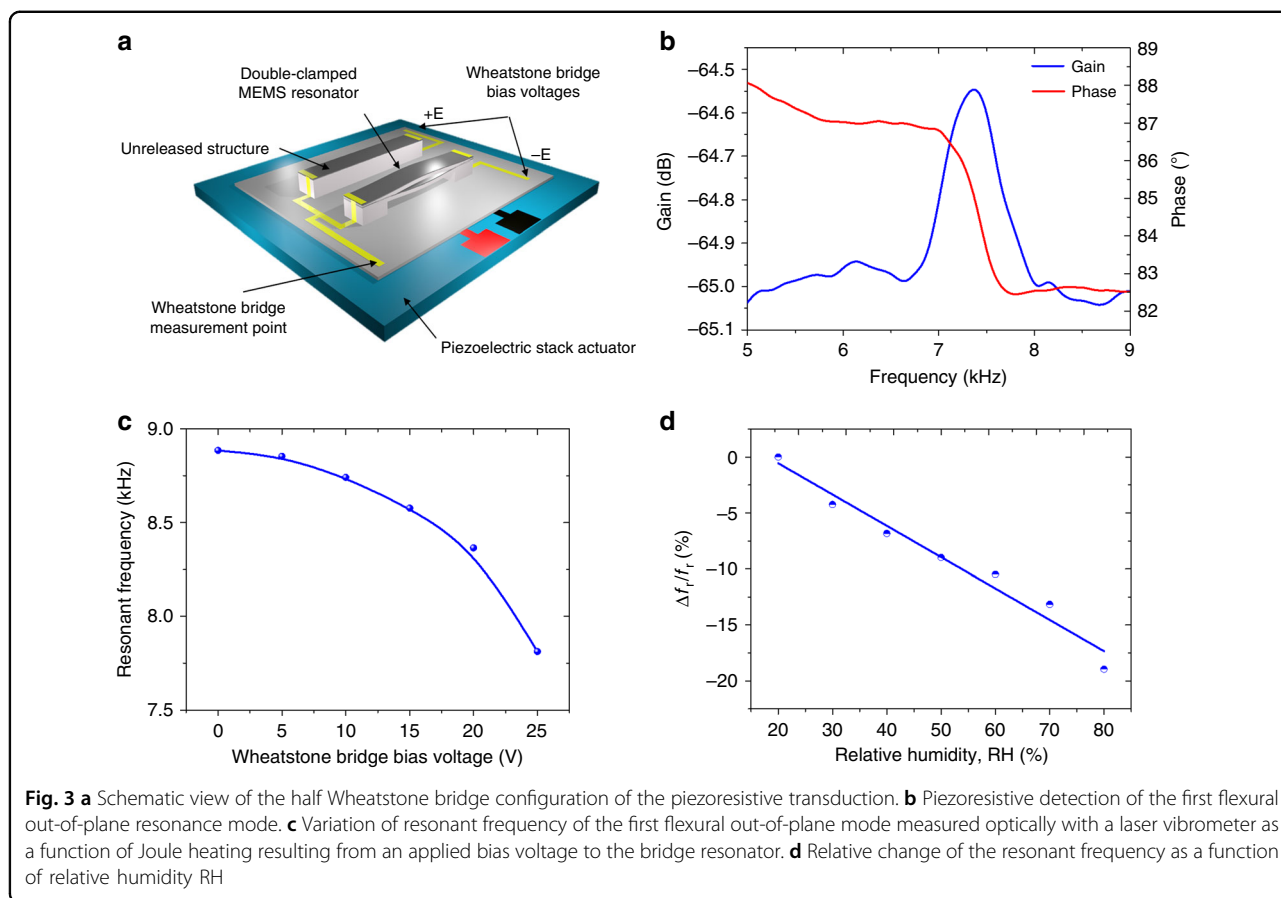 a
Double-clamped
MEMS resonator
Wheatstone bridge
bias voltages
+E
–E
Unreleased structure
Wheatstone bridge
measurement point
Piezoelectric stack actuator
b
Gain
Phase
Gain (dB)
–64.5
–64.6
–64.7
–64.8
–64.9
–65.0
–65.1
Phase (°)
89
88
87
86
85
84
83
82
5 6 7 8 9
Frequency (kHz)
c
Resonant frequency (kHz)
9.0
8.5
8.0
7.5
0 5 10 15 20 25
Wheatstone bridge bias voltage (V)
d
Δfr/fr (%)
0
–5
–10
–15
–20
20 30 40 50 60 70 80
Relative humidity, RH (%)
Fig. 3 a Schematic view of the half Wheatstone bridge configuration of the piezoresistive transduction. b Piezoresistive detection of the first flexural
out-of-plane resonance mode. c Variation of resonant frequency of the first flexural out-of-plane mode measured optically with a laser vibrometer as
a function of Joule heating resulting from an applied bias voltage to the bridge resonator. d Relative change of the resonant frequency as a function
of relative humidity RH